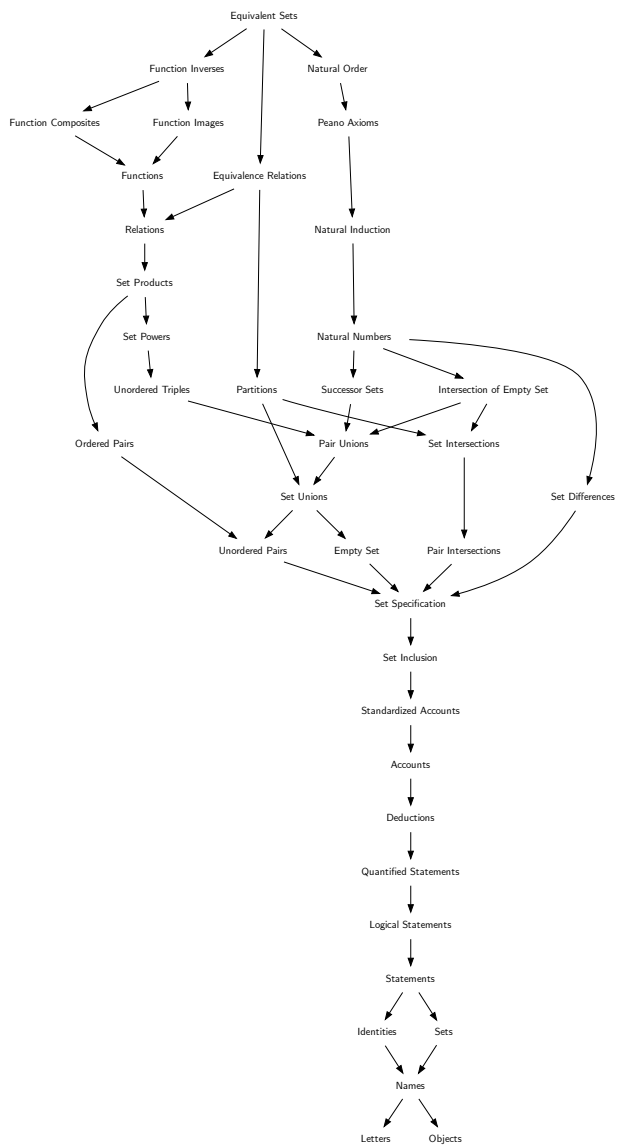 Equivalent Sets
Function Inverses
Natural Order
Function Composites
Function Images
Peano Axioms
Functions
Equivalence Relations
Relations
Natural Induction
Set Products
Set Powers
Natural Numbers
Unordered Triples
Partitions
Successor Sets
Intersection of Empty Set
Ordered Pairs
Pair Unions
Set Intersections
Set Unions
Set Differences
Unordered Pairs
Empty Set
Pair Intersections
Set Specification
Set Inclusion
Standardized Accounts
Accounts
Deductions
Quantified Statements
Logical Statements
Statements
Identities
Sets
Names
Letters
Objects